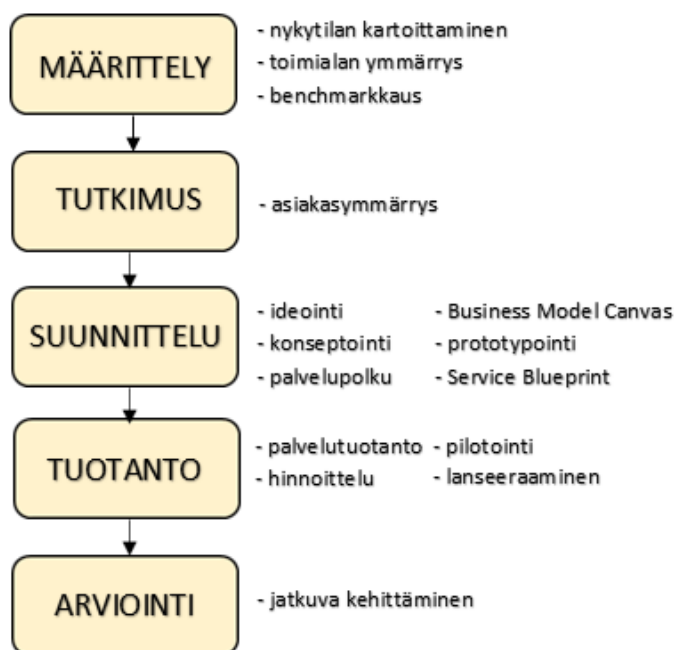 MÄÄRITTELY
- nykytilan kartoittaminen
- toimialan ymmärrys
- benchmarkkaus
TUTKIMUS
- asiakasymmärrys
SUUNNITTELU
- ideointi
- konseptointi
- palvelupolku
- Business Model Canvas
- prototypointi
- Service Blueprint
TUOTANTO
- palvelutuotanto
- hinnoittelu
- pilotointi
- lanseeraaminen
ARVIOINTI
- jatkuva kehittäminen